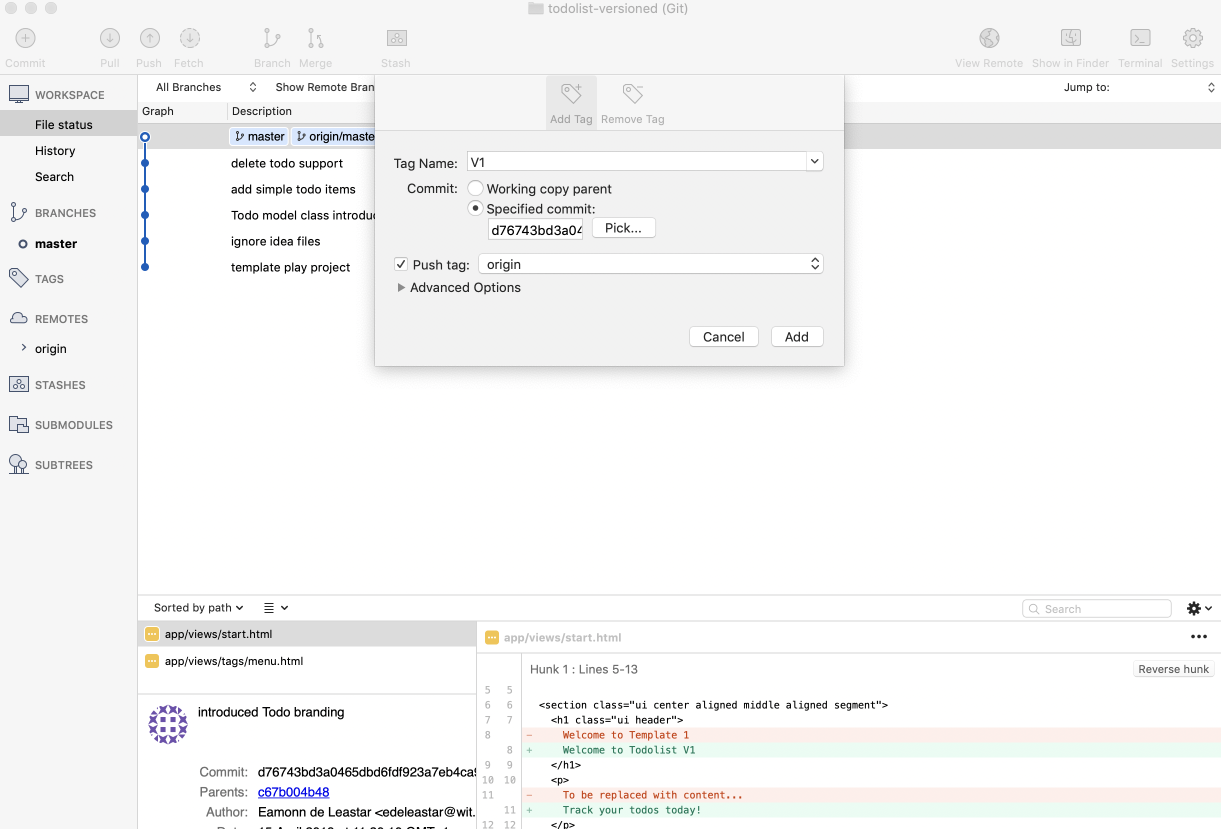 todolist-versioned (Git)
Commit Pull Push Fetch Branch Merge Stash View Remote Show in Finder Terminal Settings
WORKSPACE
File status
History
Search
BRANCHES
master
TAGS
REMOTES
origin
STASHES
SUBMODULES
SUBTREES
All Branches Show Remote Bran Jump to:
Graph Description
master origin/maste
delete todo support
add simple todo items
Todo model class introduc
ignore idea files
template play project
Add Tag Remove Tag
Tag Name: V1
Commit: Working copy parent
Specified commit:
d76743bd3a04 Pick...
Push tag: origin
Advanced Options
Cancel Add
Sorted by path Search
app/views/start.html
app/views/tags/menu.html
introduced Todo branding
Commit: d76743bd3a0465dbd6fdf923a7eb4ca9
Parents: c67b004b48
Author: Eamonn de Leastar <edeleastar@wit.
app/views/start.html
Hunk 1 : Lines 5-13 Reverse hunk
5 5
6 6 <section class="ui center aligned middle aligned segment">
7 7 <h1 class="ui header">
8 - Welcome to Template 1
8 + Welcome to Todolist V1
9 9 </h1>
10 10 <p>
11 - To be replaced with content...
11 + Track your todos today!
12 12 </p>